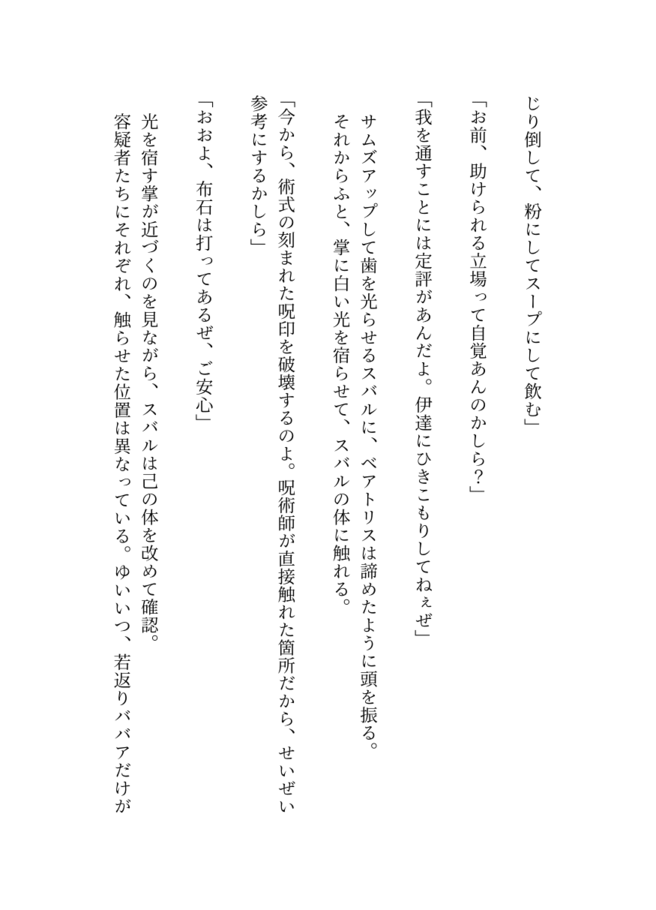 じり倒して、粉にしてスープにして飲む」
「お前、助けられる立場って自覚あんのかしら？」
「我を通すことには定評があんだよ。伊達にひきこもりしてねぇぜ」
サムズアップして歯を光らせるスバルに、ベアトリスは諦めたように頭を振る。
それからふと、掌に白い光を宿らせて、スバルの体に触れる。
「今から、術式の刻まれた呪印を破壊するのよ。呪術師が直接触れた箇所だから、せいぜい
参考にするかしら」
「おおよ、布石は打ってあるぜ、ご安心」
光を宿す掌が近づくのを見ながら、スバルは己の体を改めて確認。
容疑者たちにそれぞれ、触らせた位置は異なっている。ゆいいつ、若返りババアだけが